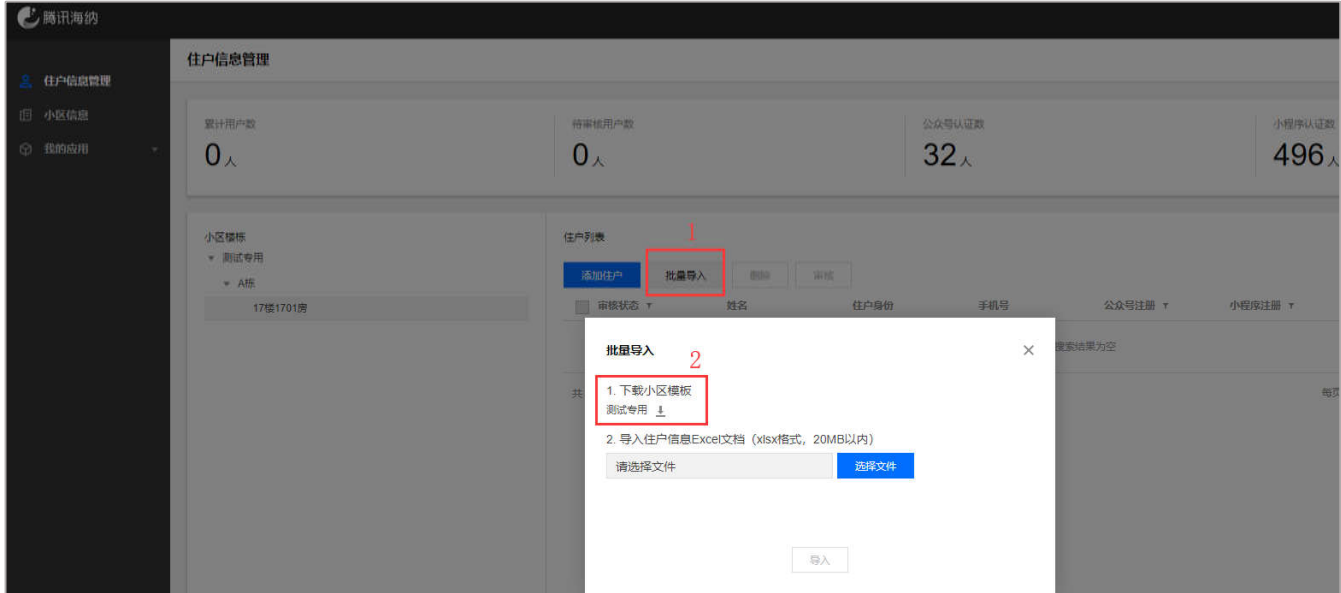 腾讯海纳
住户信息管理
住户信息管理
小区信息
我的应用
累计用户数
待审核用户数
公众号认证数
小程序认证数
0人
0人
32人
496人
小区楼栋
测试专用
A栋
17楼1701房
住户列表
1
添加住户 批量导入 删除 审核
审核状态 姓名 住户身份 手机号 公众号注册 小程序注册
搜索结果为空
共
每页
批量导入
2
1. 下载小区模板
测试专用
2. 导入住户信息Excel文档（xlsx格式，20MB以内）
请选择文件 选择文件
导入